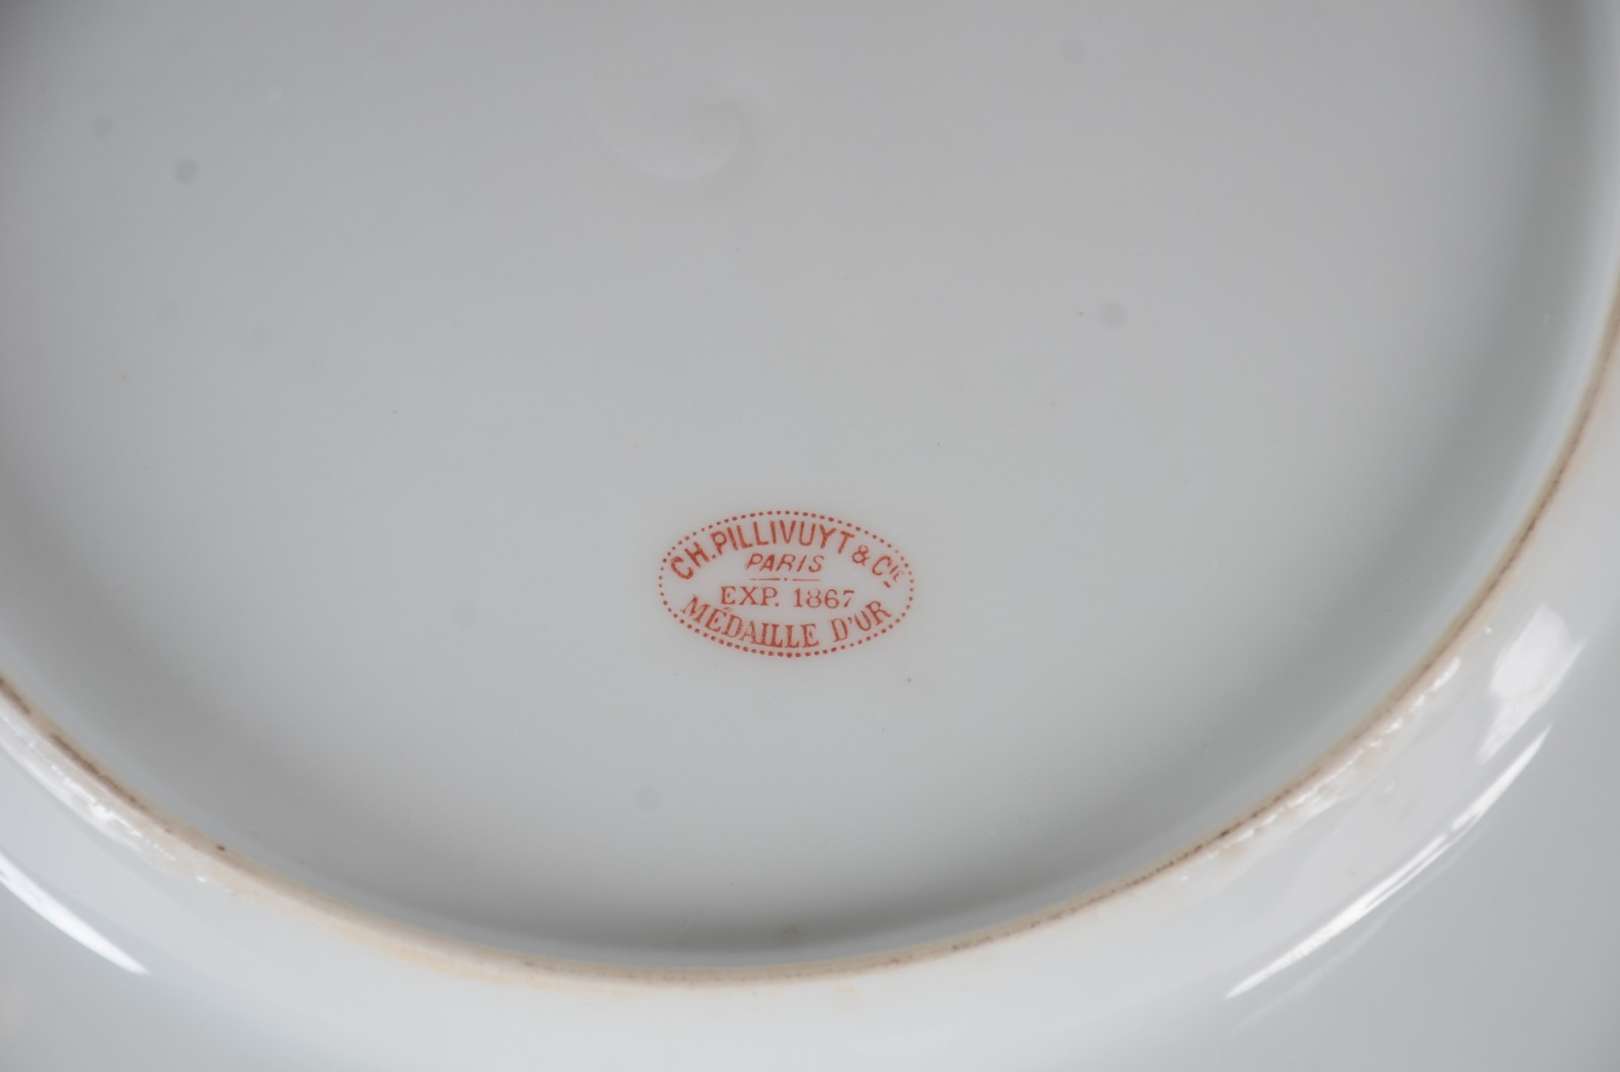 CH. PILLIVUYT & CIE
PARIS
EXP. 1867
MÉDAILLE D'OR